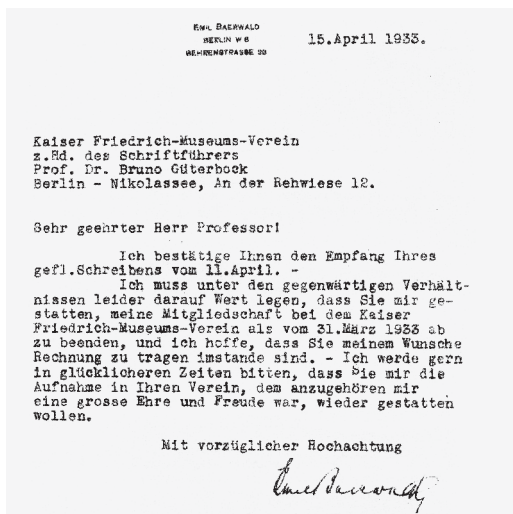 EMIL BAERWALD
BERLIN W 8
BEHRENSTRASSE
15.April 1933.
Kaiser Friedrich-Museums-Verein
z.Hd. des Schriftführers
Prof. Dr. Bruno Güterbock
Berlin - Nikolassee, An der Rehwiese 12.
Sehr geehrter Herr Professor!
Ich bestätige Ihnen den Empfang Ihres
gefl.Schreibens vom 11.April. -
Ich muss unter den gegenwärtigen Verhält-
nissen leider darauf Wert legen, dass Sie mir ge-
statten, meine Mitgliedschaft bei dem Kaiser
Friedrich-Museums-Verein als vom 31.März 1933 ab
zu beenden, und ich hoffe, dass Sie meinem Wunsche
Rechnung zu tragen imstande sind. - Ich werde gern
in glücklicheren Zeiten bitten, dass Sie mir die
Aufnahme in Ihren Verein, dem anzugehören mir
eine grosse Ehre und Freude war, wieder gestatten
wollen.
Mit vorzüglicher Hochachtung
Emil Baerwald